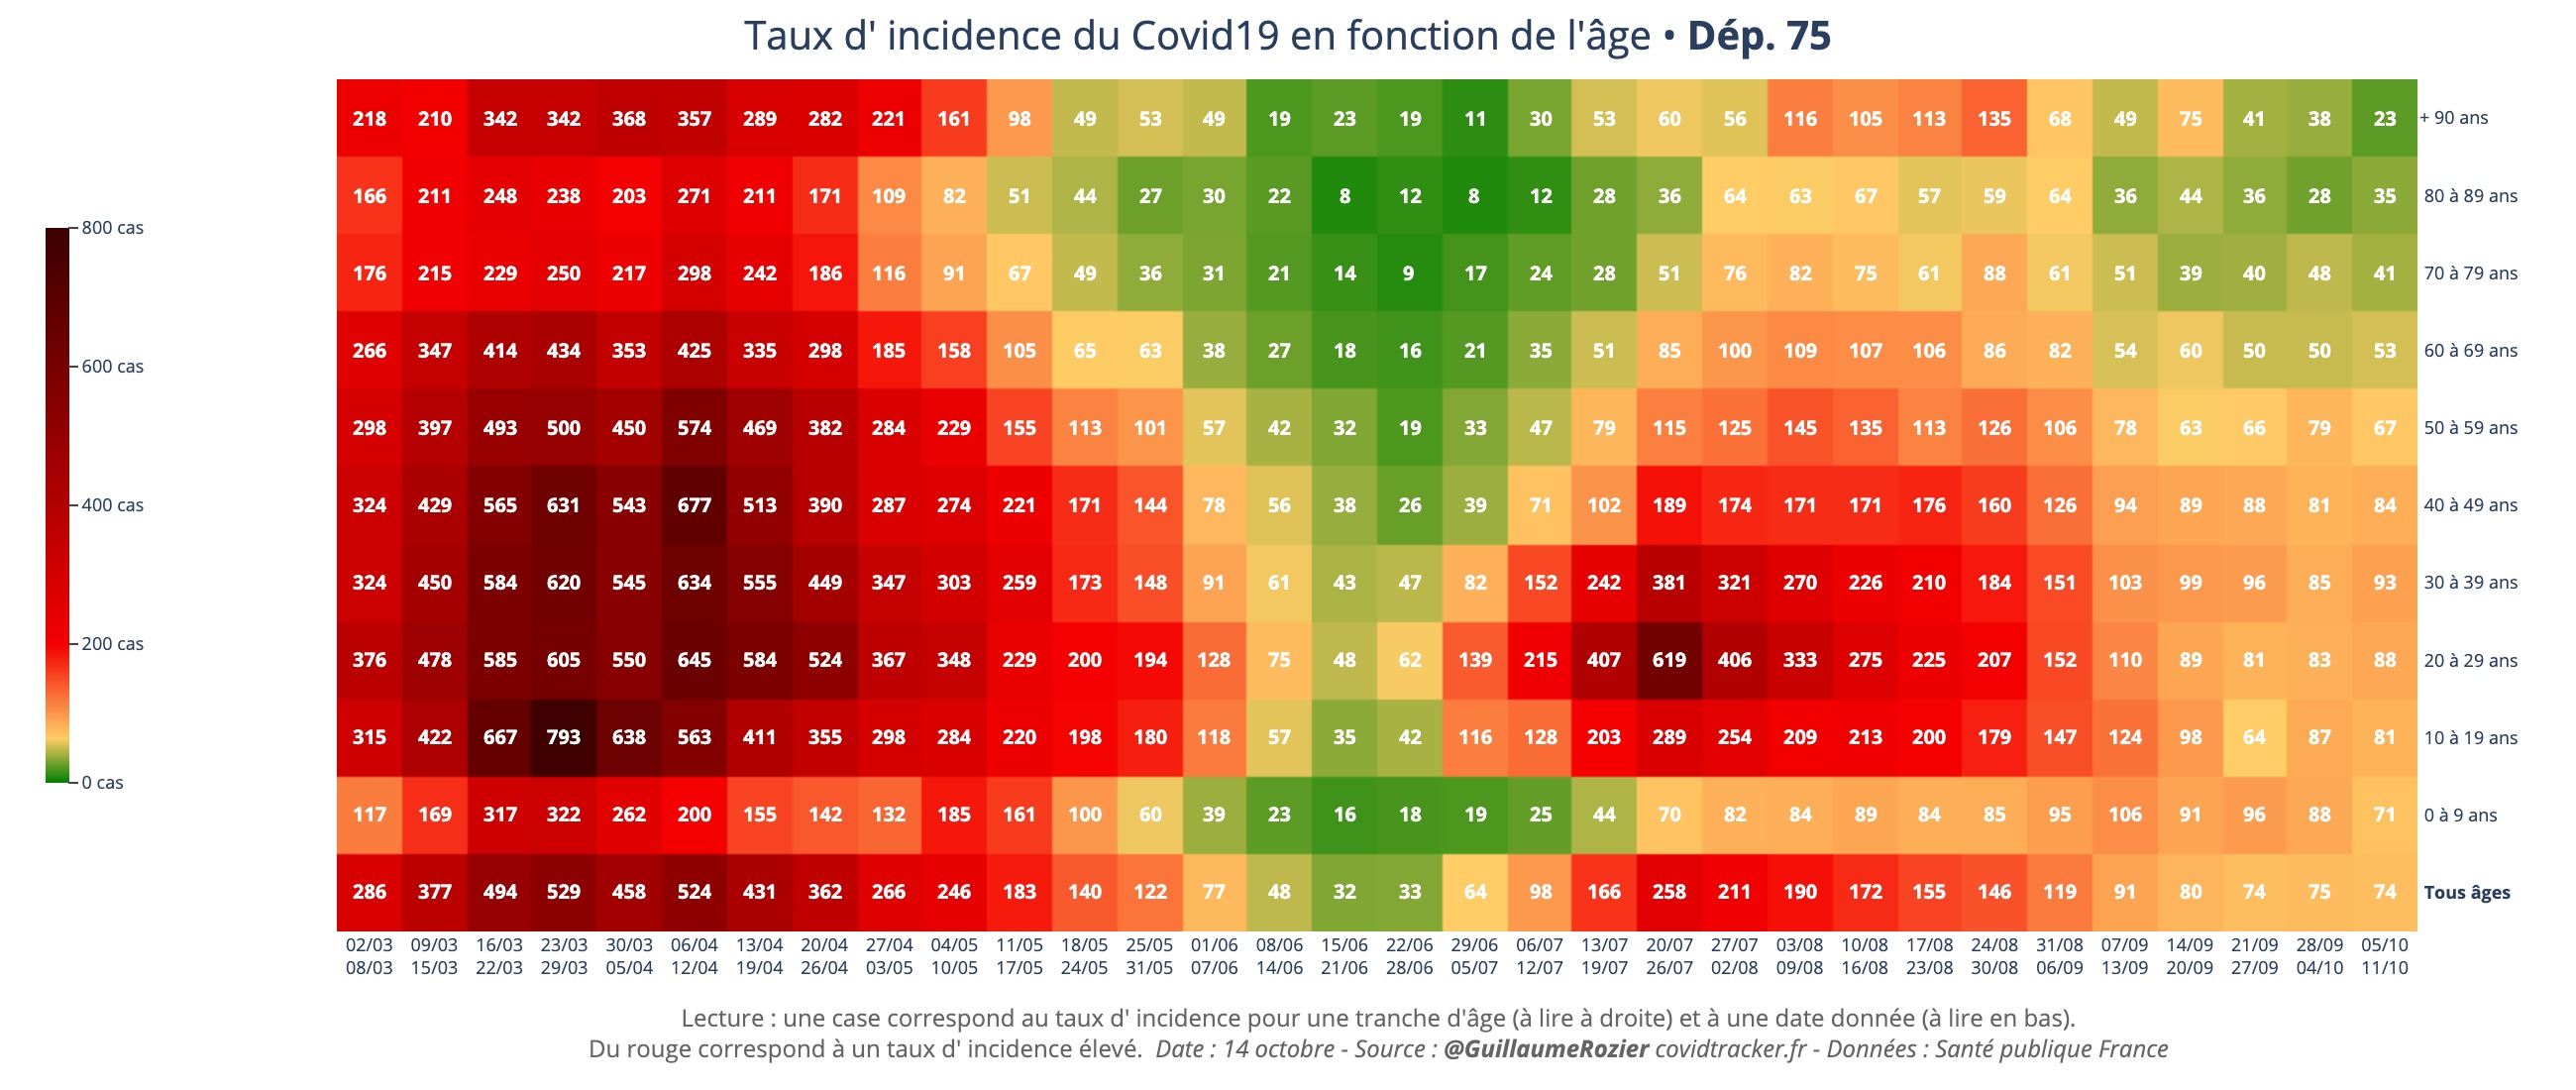 Taux d' incidence du Covid19 en fonction de l'âge • Dép. 75
800 cas
600 cas
400 cas
200 cas
0 cas
218 210 342 342 368 357 289 282 221 161 98 49 53 49 19 23 19 11 30 53 60 56 116 105 113 135 68 49 75 41 38 23 + 90 ans
166 211 248 238 203 271 211 171 109 82 51 44 27 30 22 8 12 8 12 28 36 64 63 67 57 59 64 36 44 36 28 35 80 à 89 ans
176 215 229 250 217 298 242 186 116 91 67 49 36 31 21 14 9 17 24 28 51 76 82 75 61 88 61 51 39 40 48 41 70 à 79 ans
266 347 414 434 353 425 335 298 185 158 105 65 63 38 27 18 16 21 35 51 85 100 109 107 106 86 82 54 60 50 50 53 60 à 69 ans
298 397 493 500 450 574 469 382 284 229 155 113 101 57 42 32 19 33 47 79 115 125 145 135 113 126 106 78 63 66 79 67 50 à 59 ans
324 429 565 631 543 677 513 390 287 274 221 171 144 78 56 38 26 39 71 102 189 174 171 171 176 160 126 94 89 88 81 84 40 à 49 ans
324 450 584 620 545 634 555 449 347 303 259 173 148 91 61 43 47 82 152 242 381 321 270 226 210 184 151 103 99 96 85 93 30 à 39 ans
376 478 585 605 550 645 584 524 367 348 229 200 194 128 75 48 62 139 215 407 619 406 333 275 225 207 152 110 89 81 83 88 20 à 29 ans
315 422 667 793 638 563 411 355 298 284 220 198 180 118 57 35 42 116 128 203 289 254 209 213 200 179 147 124 98 64 87 81 10 à 19 ans
117 169 317 322 262 200 155 142 132 185 161 100 60 39 23 16 18 19 25 44 70 82 84 89 84 85 95 106 91 96 88 71 0 à 9 ans
286 377 494 529 458 524 431 362 266 246 183 140 122 77 48 32 33 64 98 166 258 211 190 172 155 146 119 91 80 74 75 74 Tous âges
02/03 09/03 16/03 23/03 30/03 06/04 13/04 20/04 27/04 04/05 11/05 18/05 25/05 01/06 08/06 15/06 22/06 29/06 06/07 13/07 20/07 27/07 03/08 10/08 17/08 24/08 31/08 07/09 14/09 21/09 28/09 05/10
08/03 15/03 22/03 29/03 05/04 12/04 19/04 26/04 03/05 10/05 17/05 24/05 31/05 07/06 14/06 21/06 28/06 05/07 12/07 19/07 26/07 02/08 09/08 16/08 23/08 30/08 06/09 13/09 20/09 27/09 04/10 11/10
Lecture : une case correspond au taux d' incidence pour une tranche d'âge (à lire à droite) et à une date donnée (à lire en bas).
Du rouge correspond à un taux d' incidence élevé. Date : 14 octobre - Source : @GuillaumeRozier covidtracker.fr - Données : Santé publique France